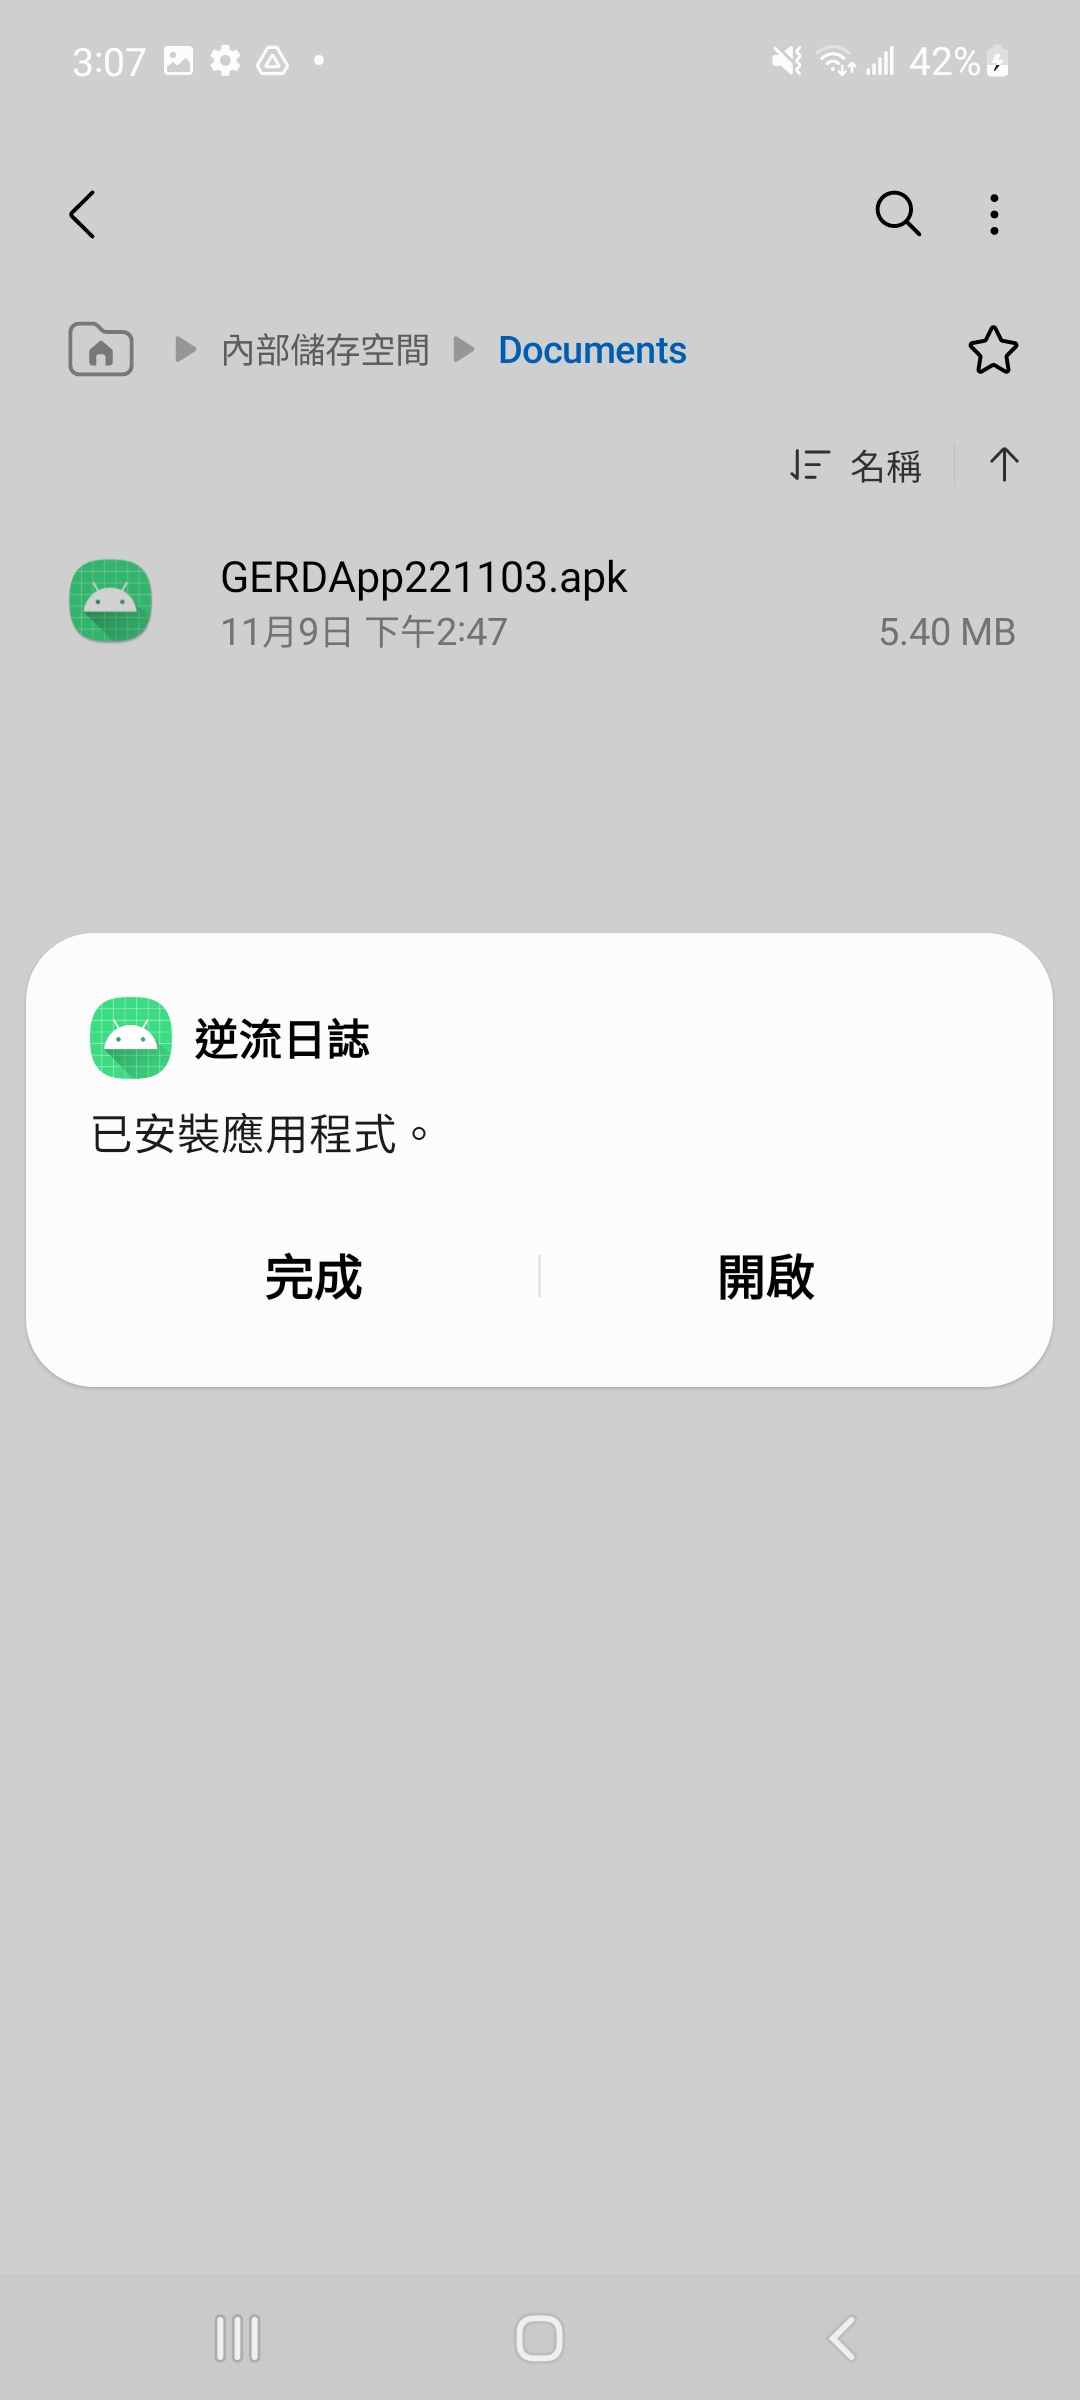 3:07
42%
內部儲存空間
Documents
名稱
GERDApp221103.apk
11月9日 下午2:47
5.40 MB
逆流日誌
已安裝應用程式。
完成
開啟